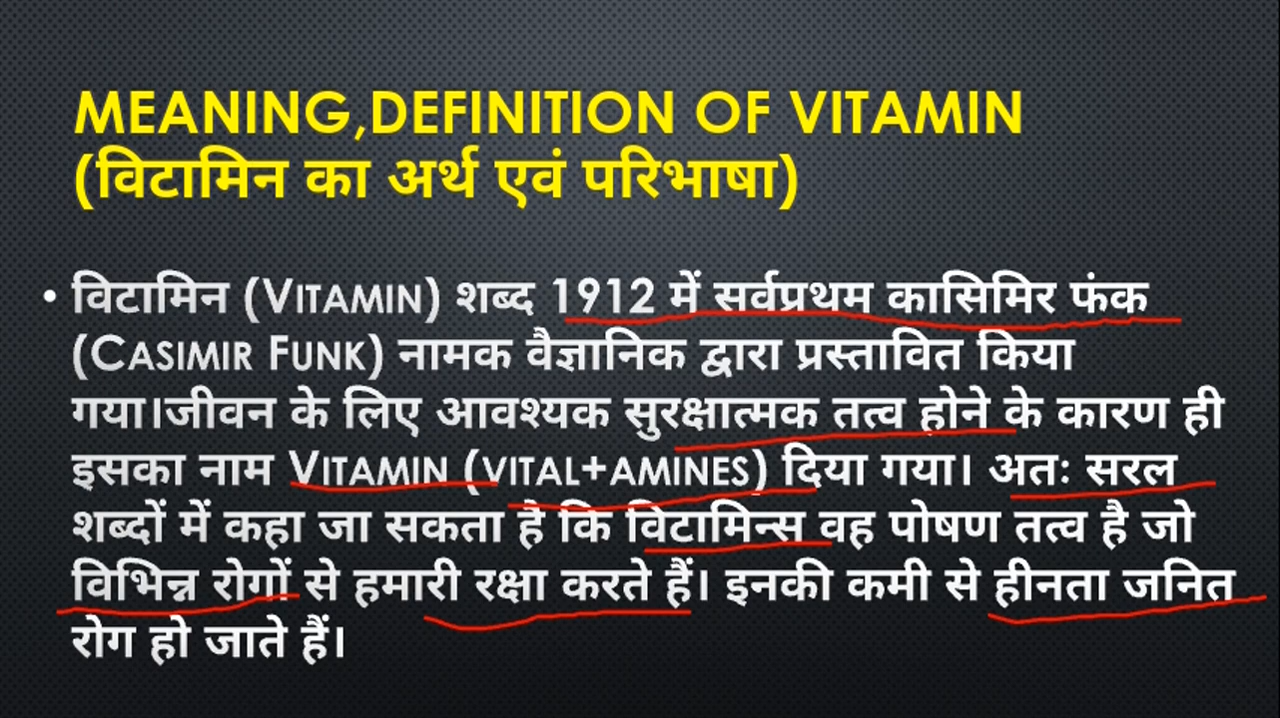 MEANING,DEFINITION OF VITAMIN
(विटामिन का अर्थ एवं परिभाषा)
• विटामिन (VITAMIN) शब्द 1912 में सर्वप्रथम कासिमिर फंक
(CASIMIR FUNK) नामक वैज्ञानिक द्वारा प्रस्तावित किया
गया।जीवन के लिए आवश्यक सुरक्षात्मक तत्व होने के कारण ही
इसका नाम VITAMIN (VITAL+AMINES) दिया गया। अतः सरल
शब्दों में कहा जा सकता है कि विटामिन्स वह पोषण तत्व है जो
विभिन्न रोगों से हमारी रक्षा करते हैं। इनकी कमी से हीनता जनित
रोग हो जाते हैं।